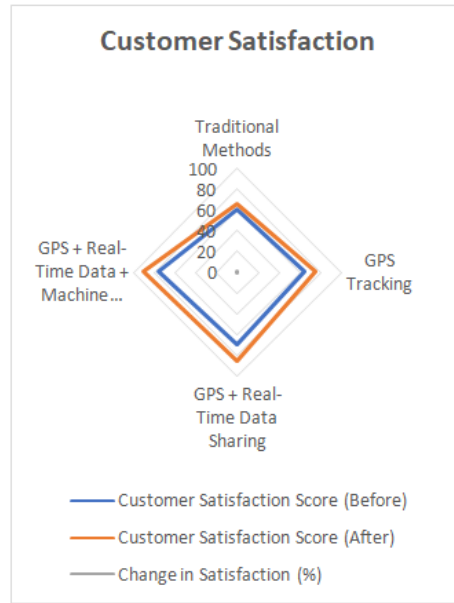 Customer Satisfaction
Traditional
Methods
100
80
60
40
20
0
GPS + Real-
Time Data +
Machine ...
GPS
Tracking
GPS + Real-
Time Data
Sharing
Customer Satisfaction Score (Before)
Customer Satisfaction Score (After)
Change in Satisfaction (%)